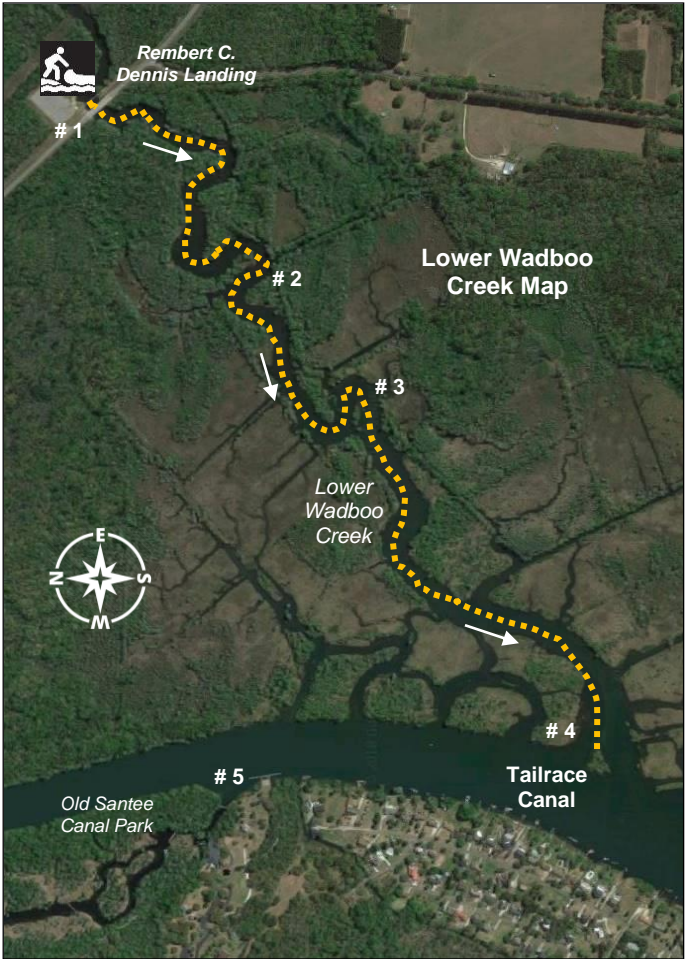 Rembert C.
Dennis Landing
# 1
Lower Wadboo
Creek Map
# 2
# 3
Lower
Wadboo
Creek
E
N
S
W
# 4
# 5
Tailrace
Canal
Old Santee
Canal Park